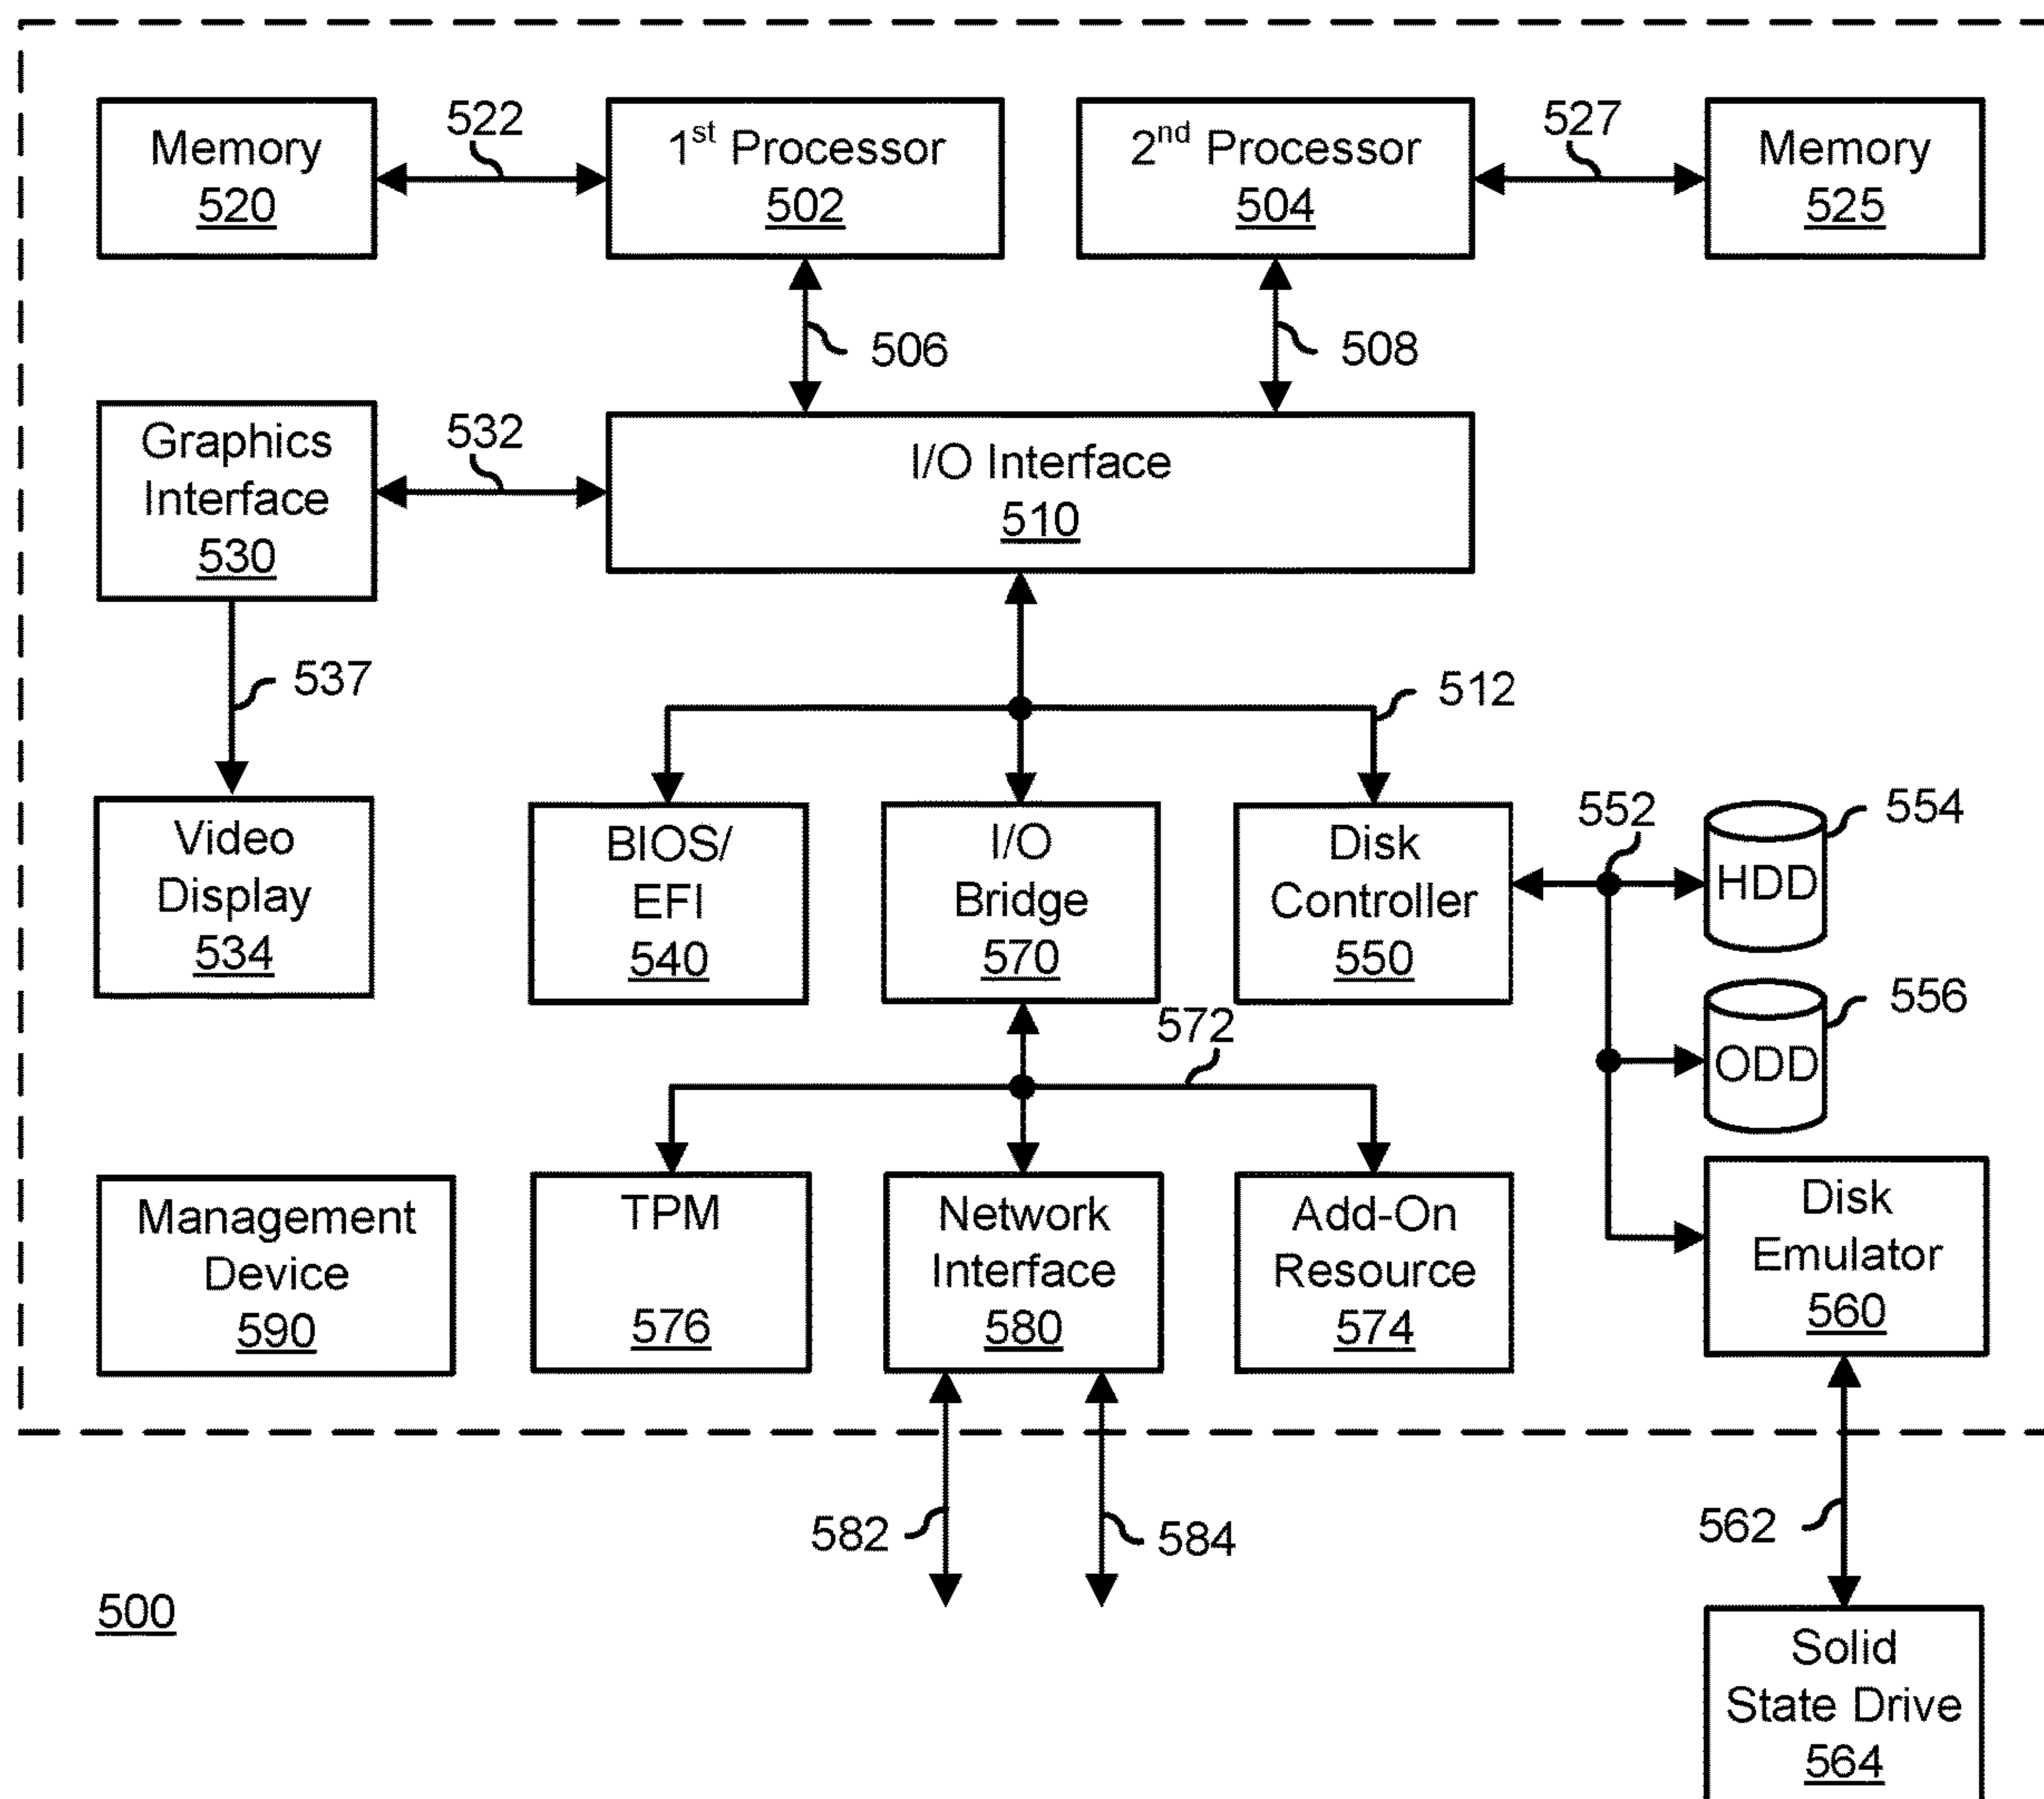 522
527
Memory
520
1st Processor
502
2nd Processor
504
Memory
525
506
508
Graphics
Interface
530
532
I/O Interface
510
537
512
Video
Display
534
BIOS/
EFI
540
I/O
Bridge
570
Disk
Controller
550
552
554
HDD
556
ODD
572
Management
Device
590
TPM
576
Network
Interface
580
Add-On
Resource
574
Disk
Emulator
560
582
584
562
500
Solid
State Drive
564